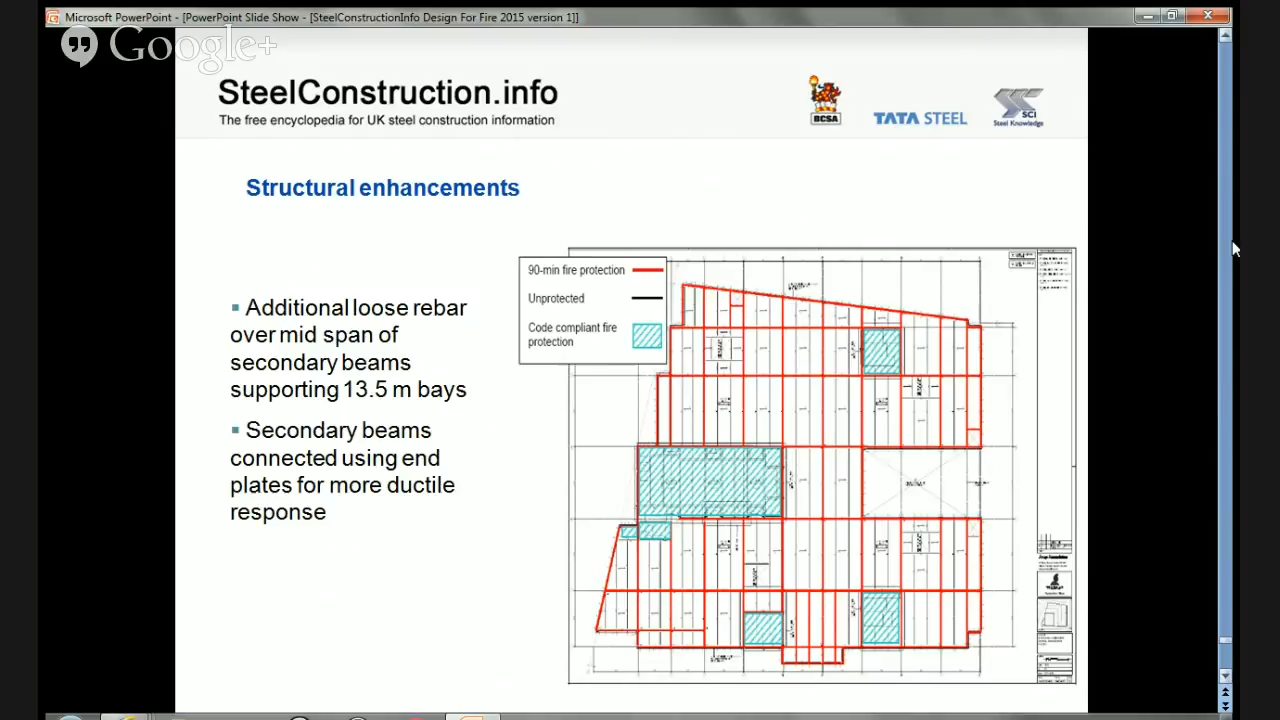 Microsoft PowerPoint - [PowerPoint Slide Show - [SteelConstructionInfo Design For Fire 2015 version 1]]
Google+
SteelConstruction.info
The free encyclopedia for UK steel construction information
BCSA
TATA STEEL
SCI
Steel Knowledge
Structural enhancements
▪ Additional loose rebar
over mid span of
secondary beams
supporting 13.5 m bays
▪ Secondary beams
connected using end
plates for more ductile
response
90-min fire protection
Unprotected
Code compliant fire
protection